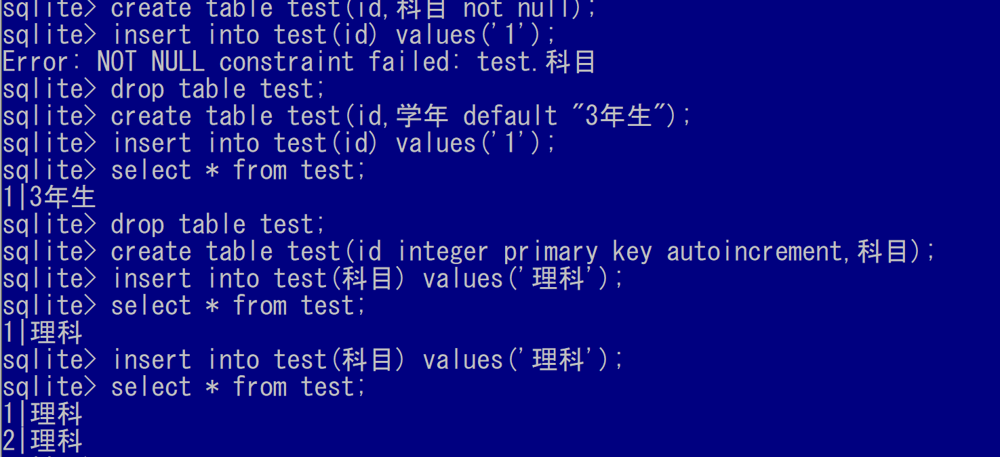 sqlite> create table test(id,科目 not null);
sqlite> insert into test(id) values('1');
Error: NOT NULL constraint failed: test.科目
sqlite> drop table test;
sqlite> create table test(id,学年 default "3年生");
sqlite> insert into test(id) values('1');
sqlite> select * from test;
1|3年生
sqlite> drop table test;
sqlite> create table test(id integer primary key autoincrement,科目);
sqlite> insert into test(科目) values('理科');
sqlite> select * from test;
1|理科
sqlite> insert into test(科目) values('理科');
sqlite> select * from test;
1|理科
2|理科